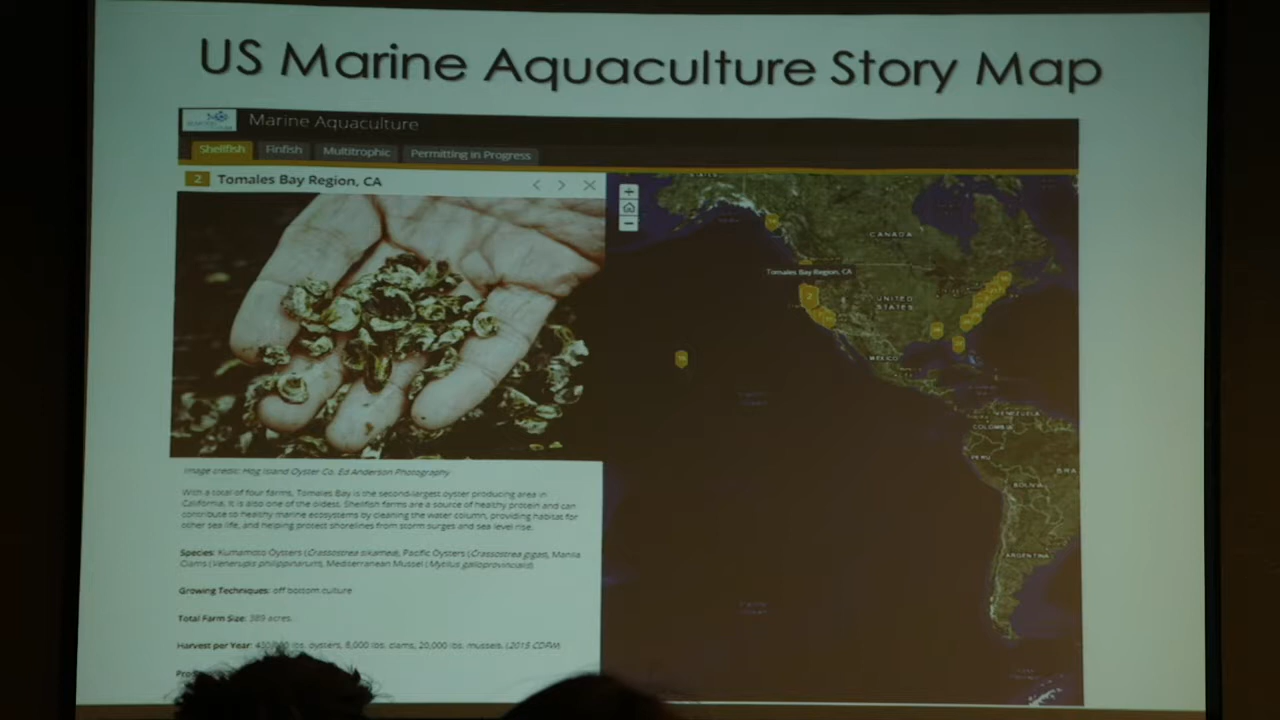 US Marine Aquaculture Story Map
Marine Aquaculture
Shellfish Finfish Multitrophic Permitting in Progress
2 Tomales Bay Region, CA
CANADA
Tomales Bay Region, CA
2
UNITED
STATES
MEXICO
VENEZUELA
COLOMBIA
PERU
BRA
BOLIVIA
ARGENTINA
Image credit: Hog Island Oyster Co. Ed Anderson Photography
With a total of four farms, Tomales Bay is the second-largest oyster producing area in
California. It is also one of the oldest. Shellfish farms are a source of healthy protein and can
contribute to healthy marine ecosystems by cleaning the water column, providing habitat for
other sea life, and helping protect shorelines from storm surges and sea level rise.
Species: Kumamoto Oysters (Crassostrea sikamea), Pacific Oysters (Crassostrea gigas), Manila
Clams (Venerupis philippinarum), Mediterranean Mussel (Mytilus galloprovincialis)
Growing Techniques: off bottom culture
Total Farm Size: 389 acres.
Harvest per Year: lbs. oysters, 8,000 lbs. clams, 20,000 lbs. mussels. (2015 CDFW)